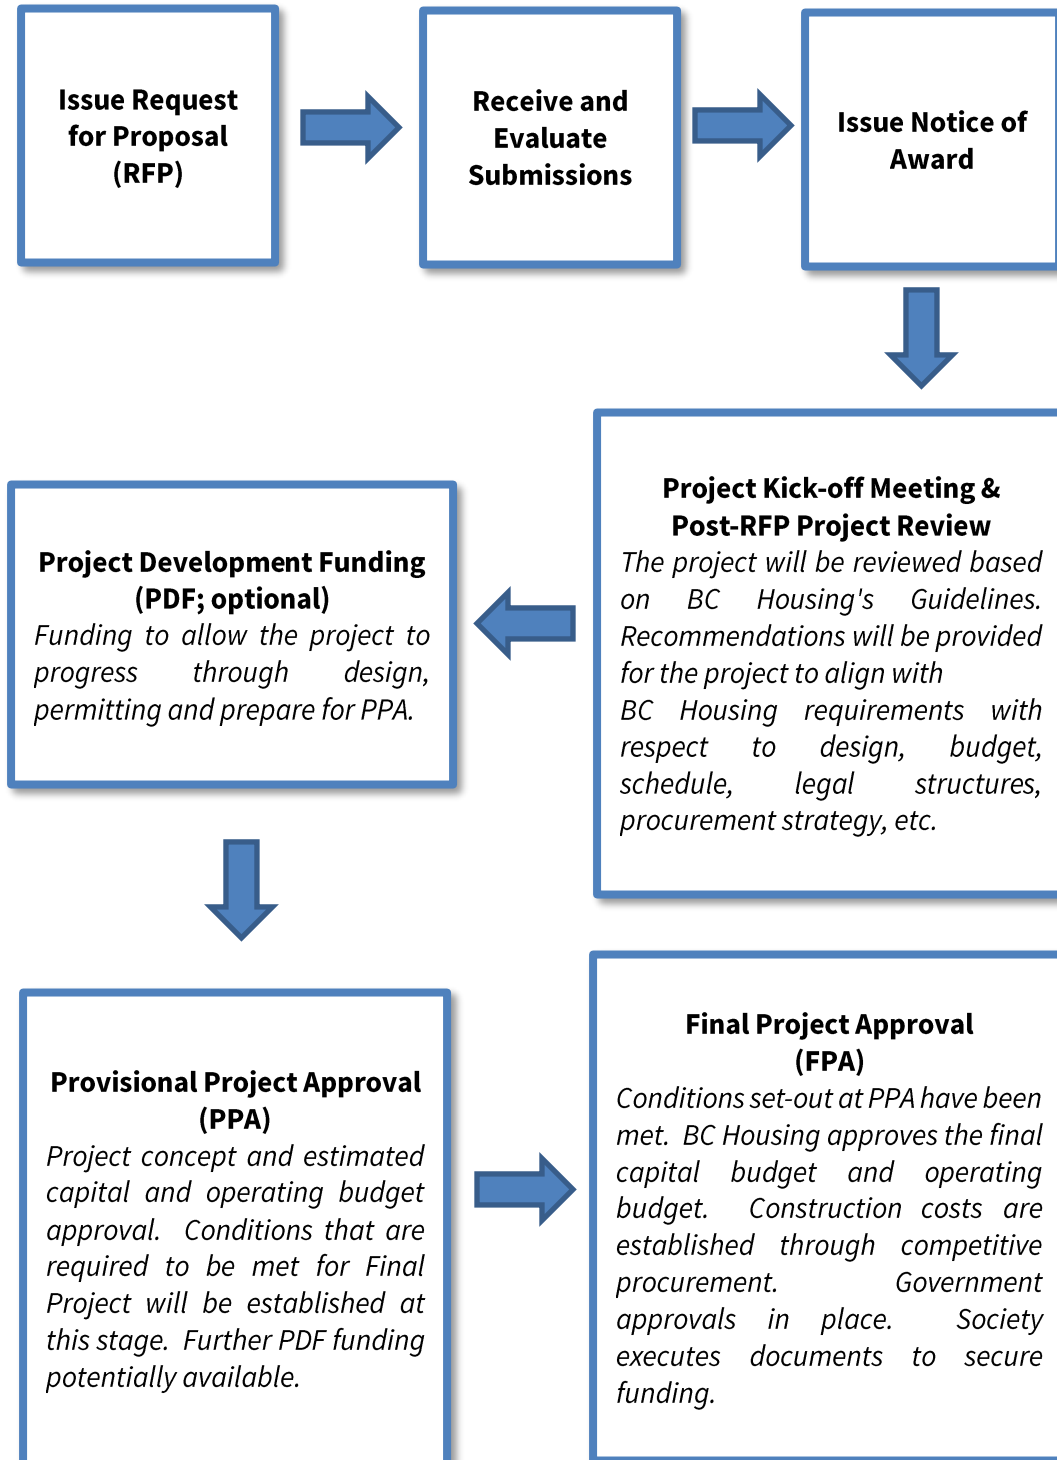 Issue Request
for Proposal
(RFP)
Receive and
Evaluate
Submissions
Issue Notice of
Award
Project Kick-off Meeting &
Post-RFP Project Review
The project will be reviewed based
on BC Housing's Guidelines.
Recommendations will be provided
for the project to align with
BC Housing requirements with
respect to design, budget,
schedule, legal structures,
procurement strategy, etc.
Project Development Funding
(PDF; optional)
Funding to allow the project to
progress through design,
permitting and prepare for PPA.
Provisional Project Approval
(PPA)
Project concept and estimated
capital and operating budget
approval. Conditions that are
required to be met for Final
Project will be established at
this stage. Further PDF funding
potentially available.
Final Project Approval
(FPA)
Conditions set-out at PPA have been
met. BC Housing approves the final
capital budget and operating
budget. Construction costs are
established through competitive
procurement. Government
approvals in place. Society
executes documents to secure
funding.